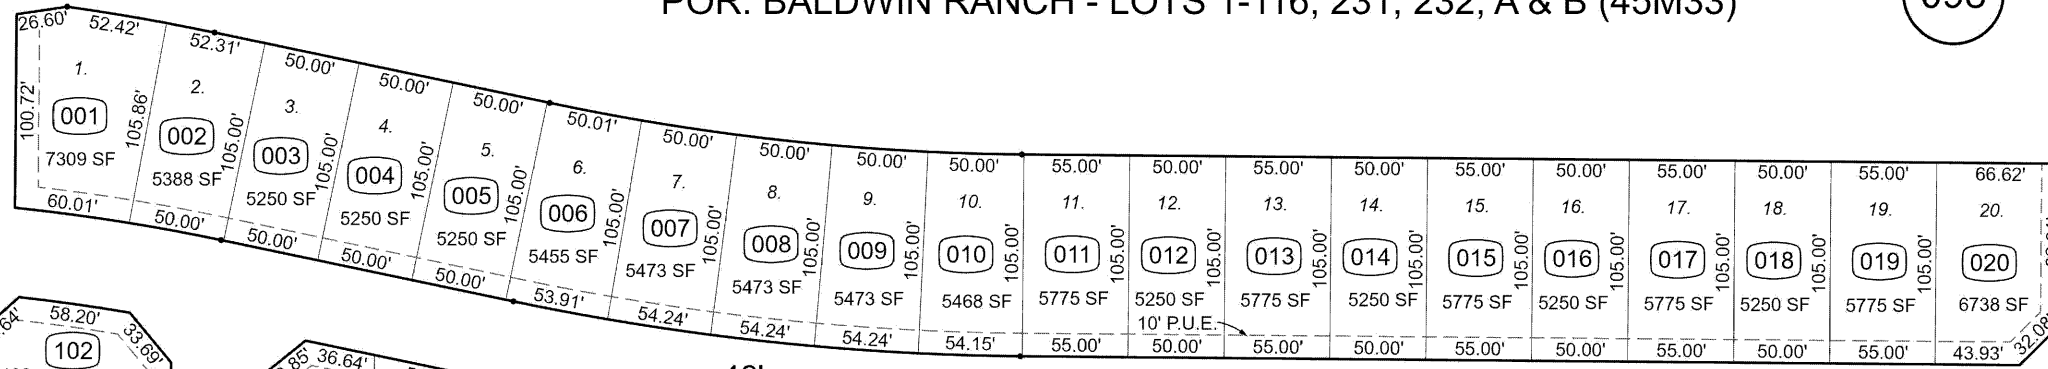 POR. BALDWIN RANCH - LOTS 1-116, 231, 232, A & B (45M33)
098
26.60' 52.42' 52.31' 50.00' 50.00' 50.00' 50.01' 50.00' 50.00' 50.00' 50.00' 55.00' 50.00' 55.00' 50.00' 55.00' 50.00' 55.00' 50.00' 55.00' 66.62'
1. 2. 3. 4. 5. 6. 7. 8. 9. 10. 11. 12. 13. 14. 15. 16. 17. 18. 19. 20.
001 002 003 004 005 006 007 008 009 010 011 012 013 014 015 016 017 018 019 020
100.72' 105.86' 105.00' 105.00' 105.00' 105.00' 105.00' 105.00' 105.00' 105.00' 105.00' 105.00' 105.00' 105.00' 105.00' 105.00' 105.00' 105.00' 105.00' 105.00'
7309 SF 5388 SF 5250 SF 5250 SF 5250 SF 5455 SF 5473 SF 5473 SF 5473 SF 5468 SF 5775 SF 5250 SF 5775 SF 5250 SF 5775 SF 5250 SF 5775 SF 5250 SF 5775 SF 6738 SF
10' P.U.E.
60.01' 50.00' 50.00' 50.00' 50.00' 53.91' 54.24' 54.24' 54.24' 54.15' 55.00' 50.00' 55.00' 50.00' 55.00' 50.00' 55.00' 50.00' 55.00' 43.93' 32.08'
58.20' 33.69'
102
36.64'